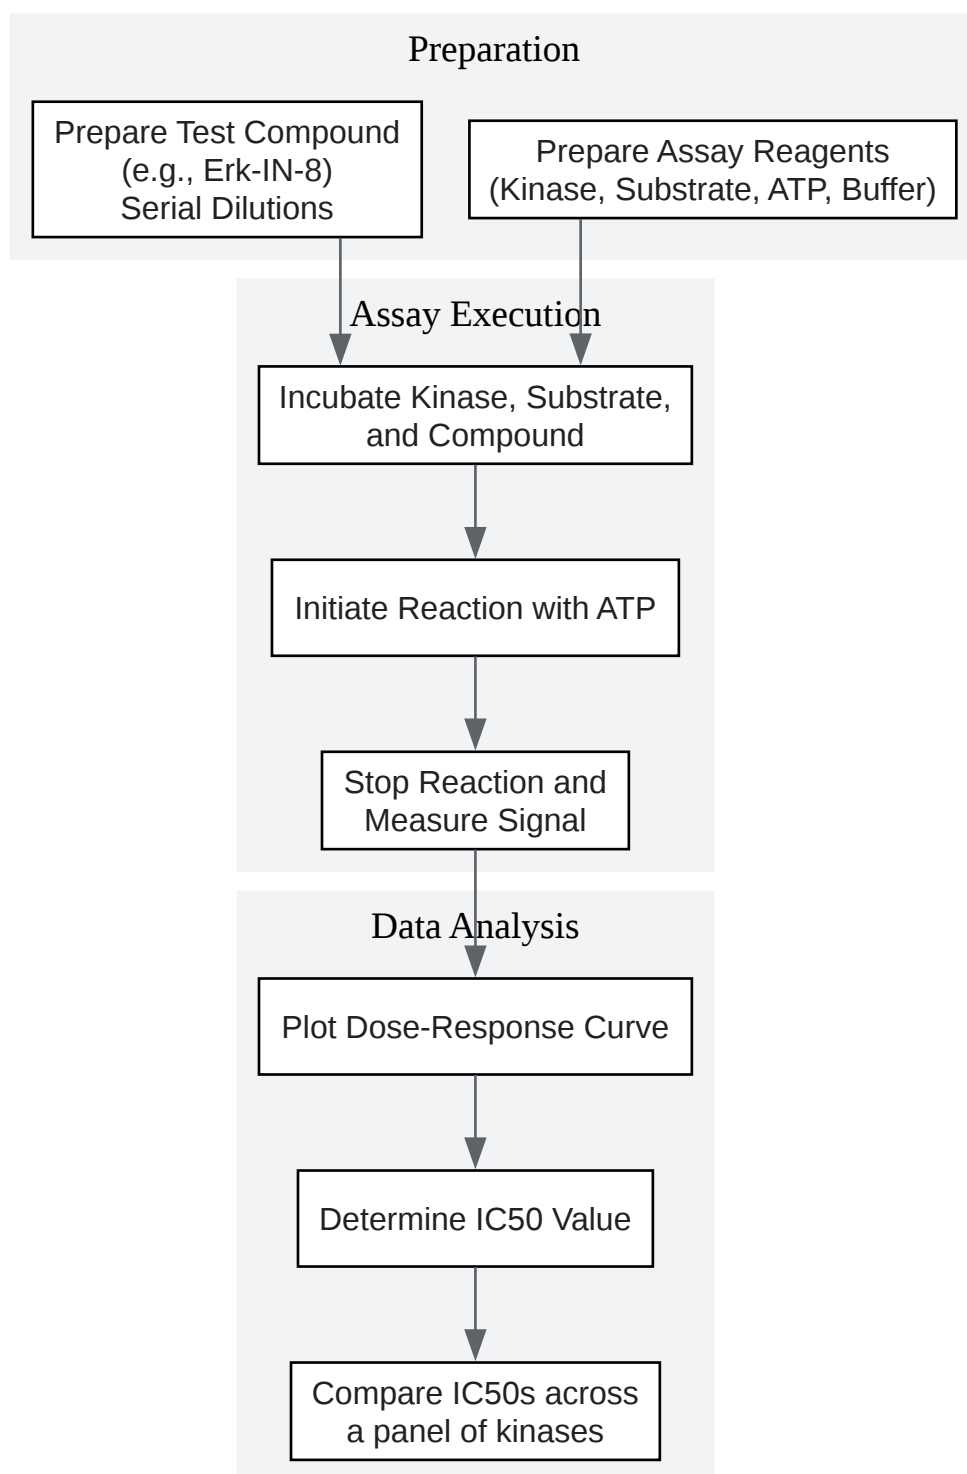 Preparation
Prepare Test Compound
(e.g., Erk-IN-8)
Serial Dilutions
Prepare Assay Reagents
(Kinase, Substrate, ATP, Buffer)
Assay Execution
Incubate Kinase, Substrate,
and Compound
Initiate Reaction with ATP
Stop Reaction and
Measure Signal
Data Analysis
Plot Dose-Response Curve
Determine IC50 Value
Compare IC50s across
a panel of kinases